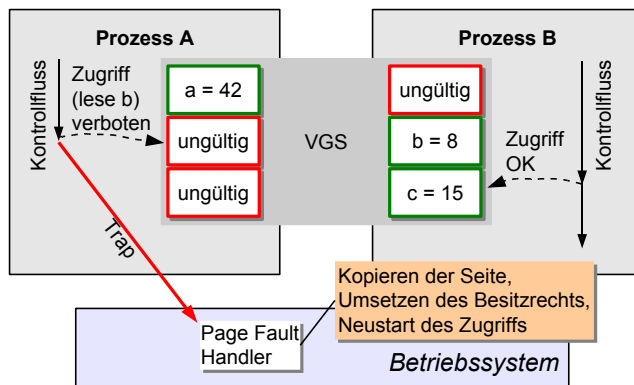 Prozess A
Kontrollfluss
Zugriff
(lese b)
verboten
a = 42
ungültig
ungültig
VGS
Prozess B
ungültig
b = 8
c = 15
Zugriff
OK
Kontrollfluss
Trap
Kopieren der Seite,
Umsetzen des Besitzrechts,
Neustart des Zugriffs
Page Fault
Handler
Betriebssystem